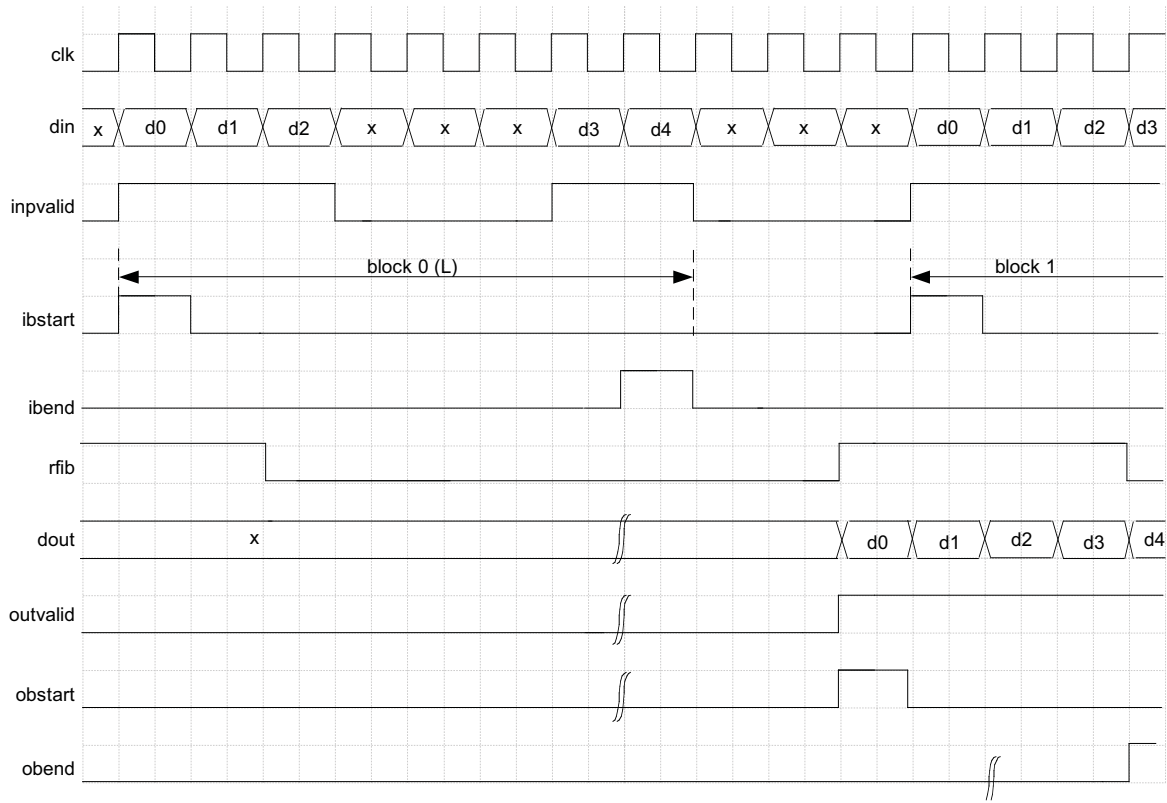 clk
din x d0 d1 d2 x x x d3 d4 x x x d0 d1 d2 d3
inpvalid
block 0 (L) block 1
ibstart
ibend
rfib
dout x d0 d1 d2 d3 d4
outvalid
obstart
obend